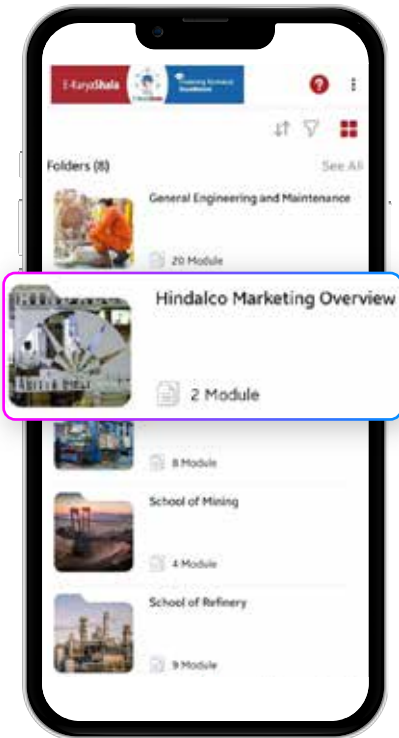 E-KaryaShala
Folders (8)
See All
General Engineering and Maintenance
20 Module
Hindalco Marketing Overview
2 Module
8 Module
School of Mining
4 Module
School of Refinery
9 Module